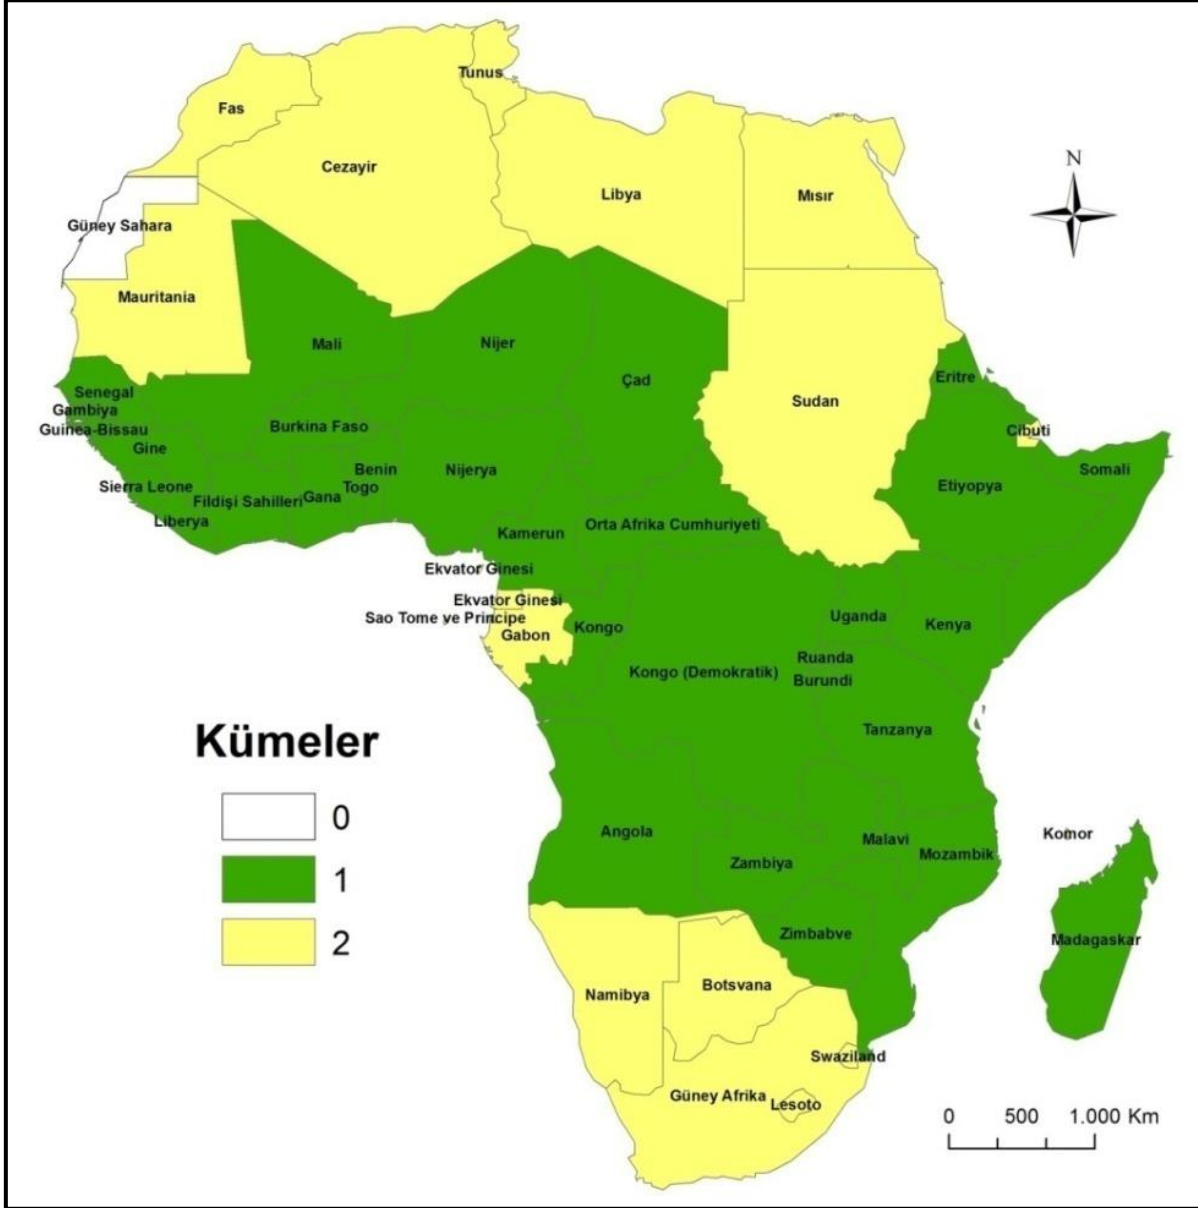 Tunus
Fas
Cezayir
Libya
Mısır
N
Güney Sahara
Mauritania
Mali
Nijer
Çad
Eritre
Sudan
Senegal
Gambiya
Guinea-Bissau
Gine
Burkina Faso
Cibuti
Benin
Nijerya
Somali
Sierra Leone
Togo
Etiyopya
Fildişi Sahilleri
Gana
Liberya
Kamerun
Orta Afrika Cumhuriyeti
Ekvator Ginesi
Ekvator Ginesi
Sao Tome ve Principe
Gabon
Kongo
Uganda
Kenya
Ruanda
Kongo (Demokratik)
Burundi
Tanzanya
Kümeler
0
1
2
Angola
Zambiya
Malavi
Mozambik
Komor
Zimbabve
Madagaskar
Namibya
Botsvana
Swaziland
Güney Afrika
Lesoto
0 500 1.000 Km